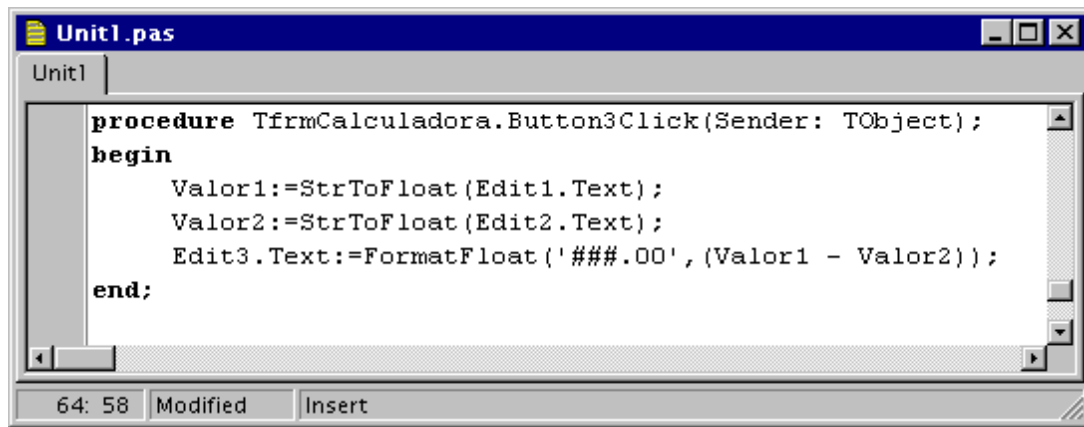 Unit1.pas
Unit1
procedure TfrmCalculadora.Button3Click(Sender: TObject);
begin
Valor1:=StrToFloat(Edit1.Text);
Valor2:=StrToFloat(Edit2.Text);
Edit3.Text:=FormatFloat('###.00',(Valor1 - Valor2));
end;
64: 58 Modified Insert